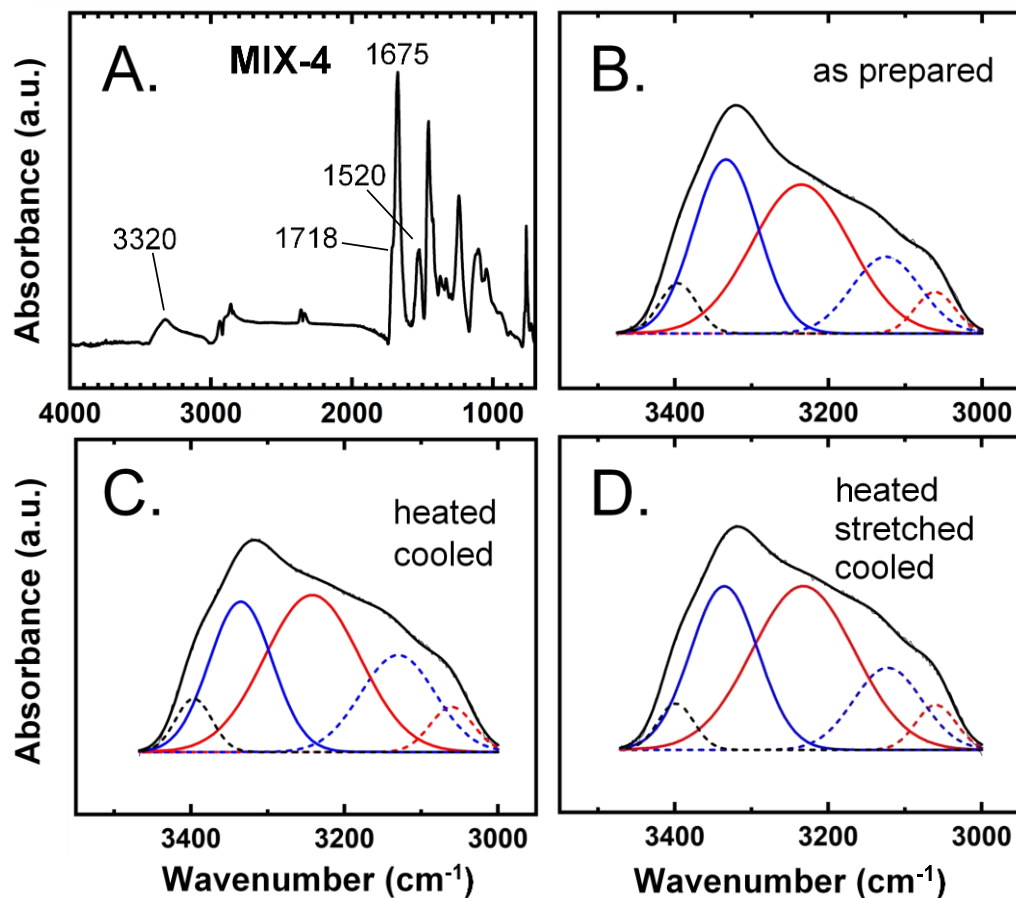 A.
MIX-4
1675
1520
3320
1718
Absorbance (a.u.)
4000 3000 2000 1000
B.
as prepared
3400 3200 3000
C.
heated
cooled
Absorbance (a.u.)
3400 3200 3000
Wavenumber (cm⁻¹)
D.
heated
stretched
cooled
3400 3200 3000
Wavenumber (cm⁻¹)